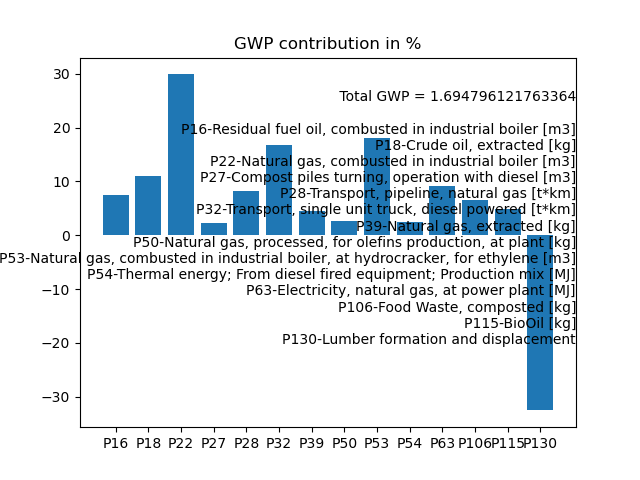 GWP contribution in %
30
Total GWP = 1.694796121763364
20
P16-Residual fuel oil, combusted in industrial boiler [m3]
P18-Crude oil, extracted [kg]
P22-Natural gas, combusted in industrial boiler [m3]
P27-Compost piles turning, operation with diesel [m3]
10
P28-Transport, pipeline, natural gas [t*km]
P32-Transport, single unit truck, diesel powered [t*km]
P39-Natural gas, extracted [kg]
0
P50-Natural gas, processed, for olefins production, at plant [kg]
P53-Natural gas, combusted in industrial boiler, at hydrocracker, for ethylene [m3]
P54-Thermal energy; From diesel fired equipment; Production mix [MJ]
−10
P63-Electricity, natural gas, at power plant [MJ]
P106-Food Waste, composted [kg]
P115-BioOil [kg]
−20
P130-Lumber formation and displacement
−30
P16 P18 P22 P27 P28 P32 P39 P50 P53 P54 P63 P106 P115 P130